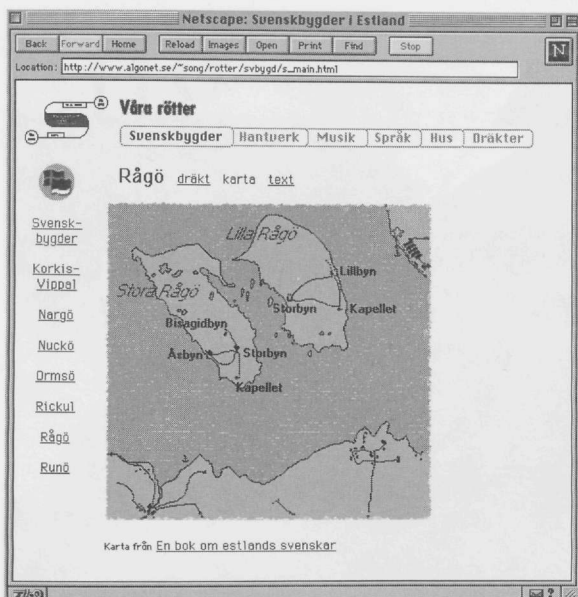 Netscape: Svenskbygder i Estland
Back Forward Home Reload Images Open Print Find Stop
N
Location: http://www.algonet.se/~song/rotter/svbygd/s_main.html
Våra rötter
Svenskbygder Hantverk Musik Språk Hus Dräkter
Rågö dräkt karta text
Svensk-
bygder
Korkis-
Vippal
Nargö
Nuckö
Ormsö
Rickul
Rågö
Runö
Lilla Rågö
Lillbyn
Stora Rågö
Storbyn
Kapellet
Bisagidbyn
Åsbyn
Storbyn
Kapellet
Karta från En bok om estlands svenskar